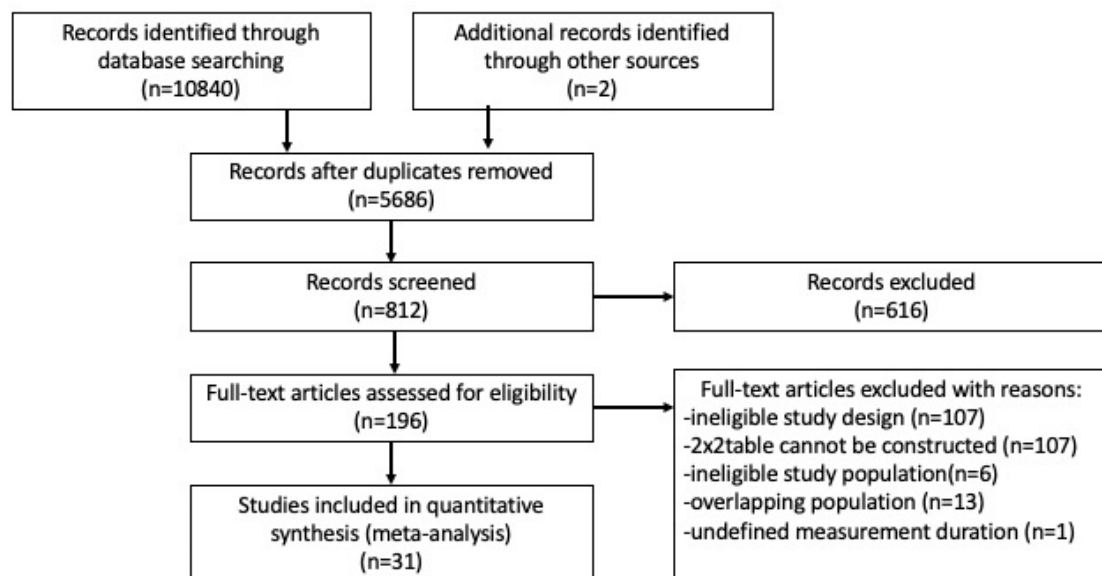 Records identified through
database searching
(n=10840)
Additional records identified
through other sources
(n=2)
Records after duplicates removed
(n=5686)
Records screened
(n=812)
Records excluded
(n=616)
Full-text articles assessed for eligibility
(n=196)
Full-text articles excluded with reasons:
-ineligible study design (n=107)
-2x2table cannot be constructed (n=107)
-ineligible study population(n=6)
-overlapping population (n=13)
-undefined measurement duration (n=1)
Studies included in quantitative
synthesis (meta-analysis)
(n=31)